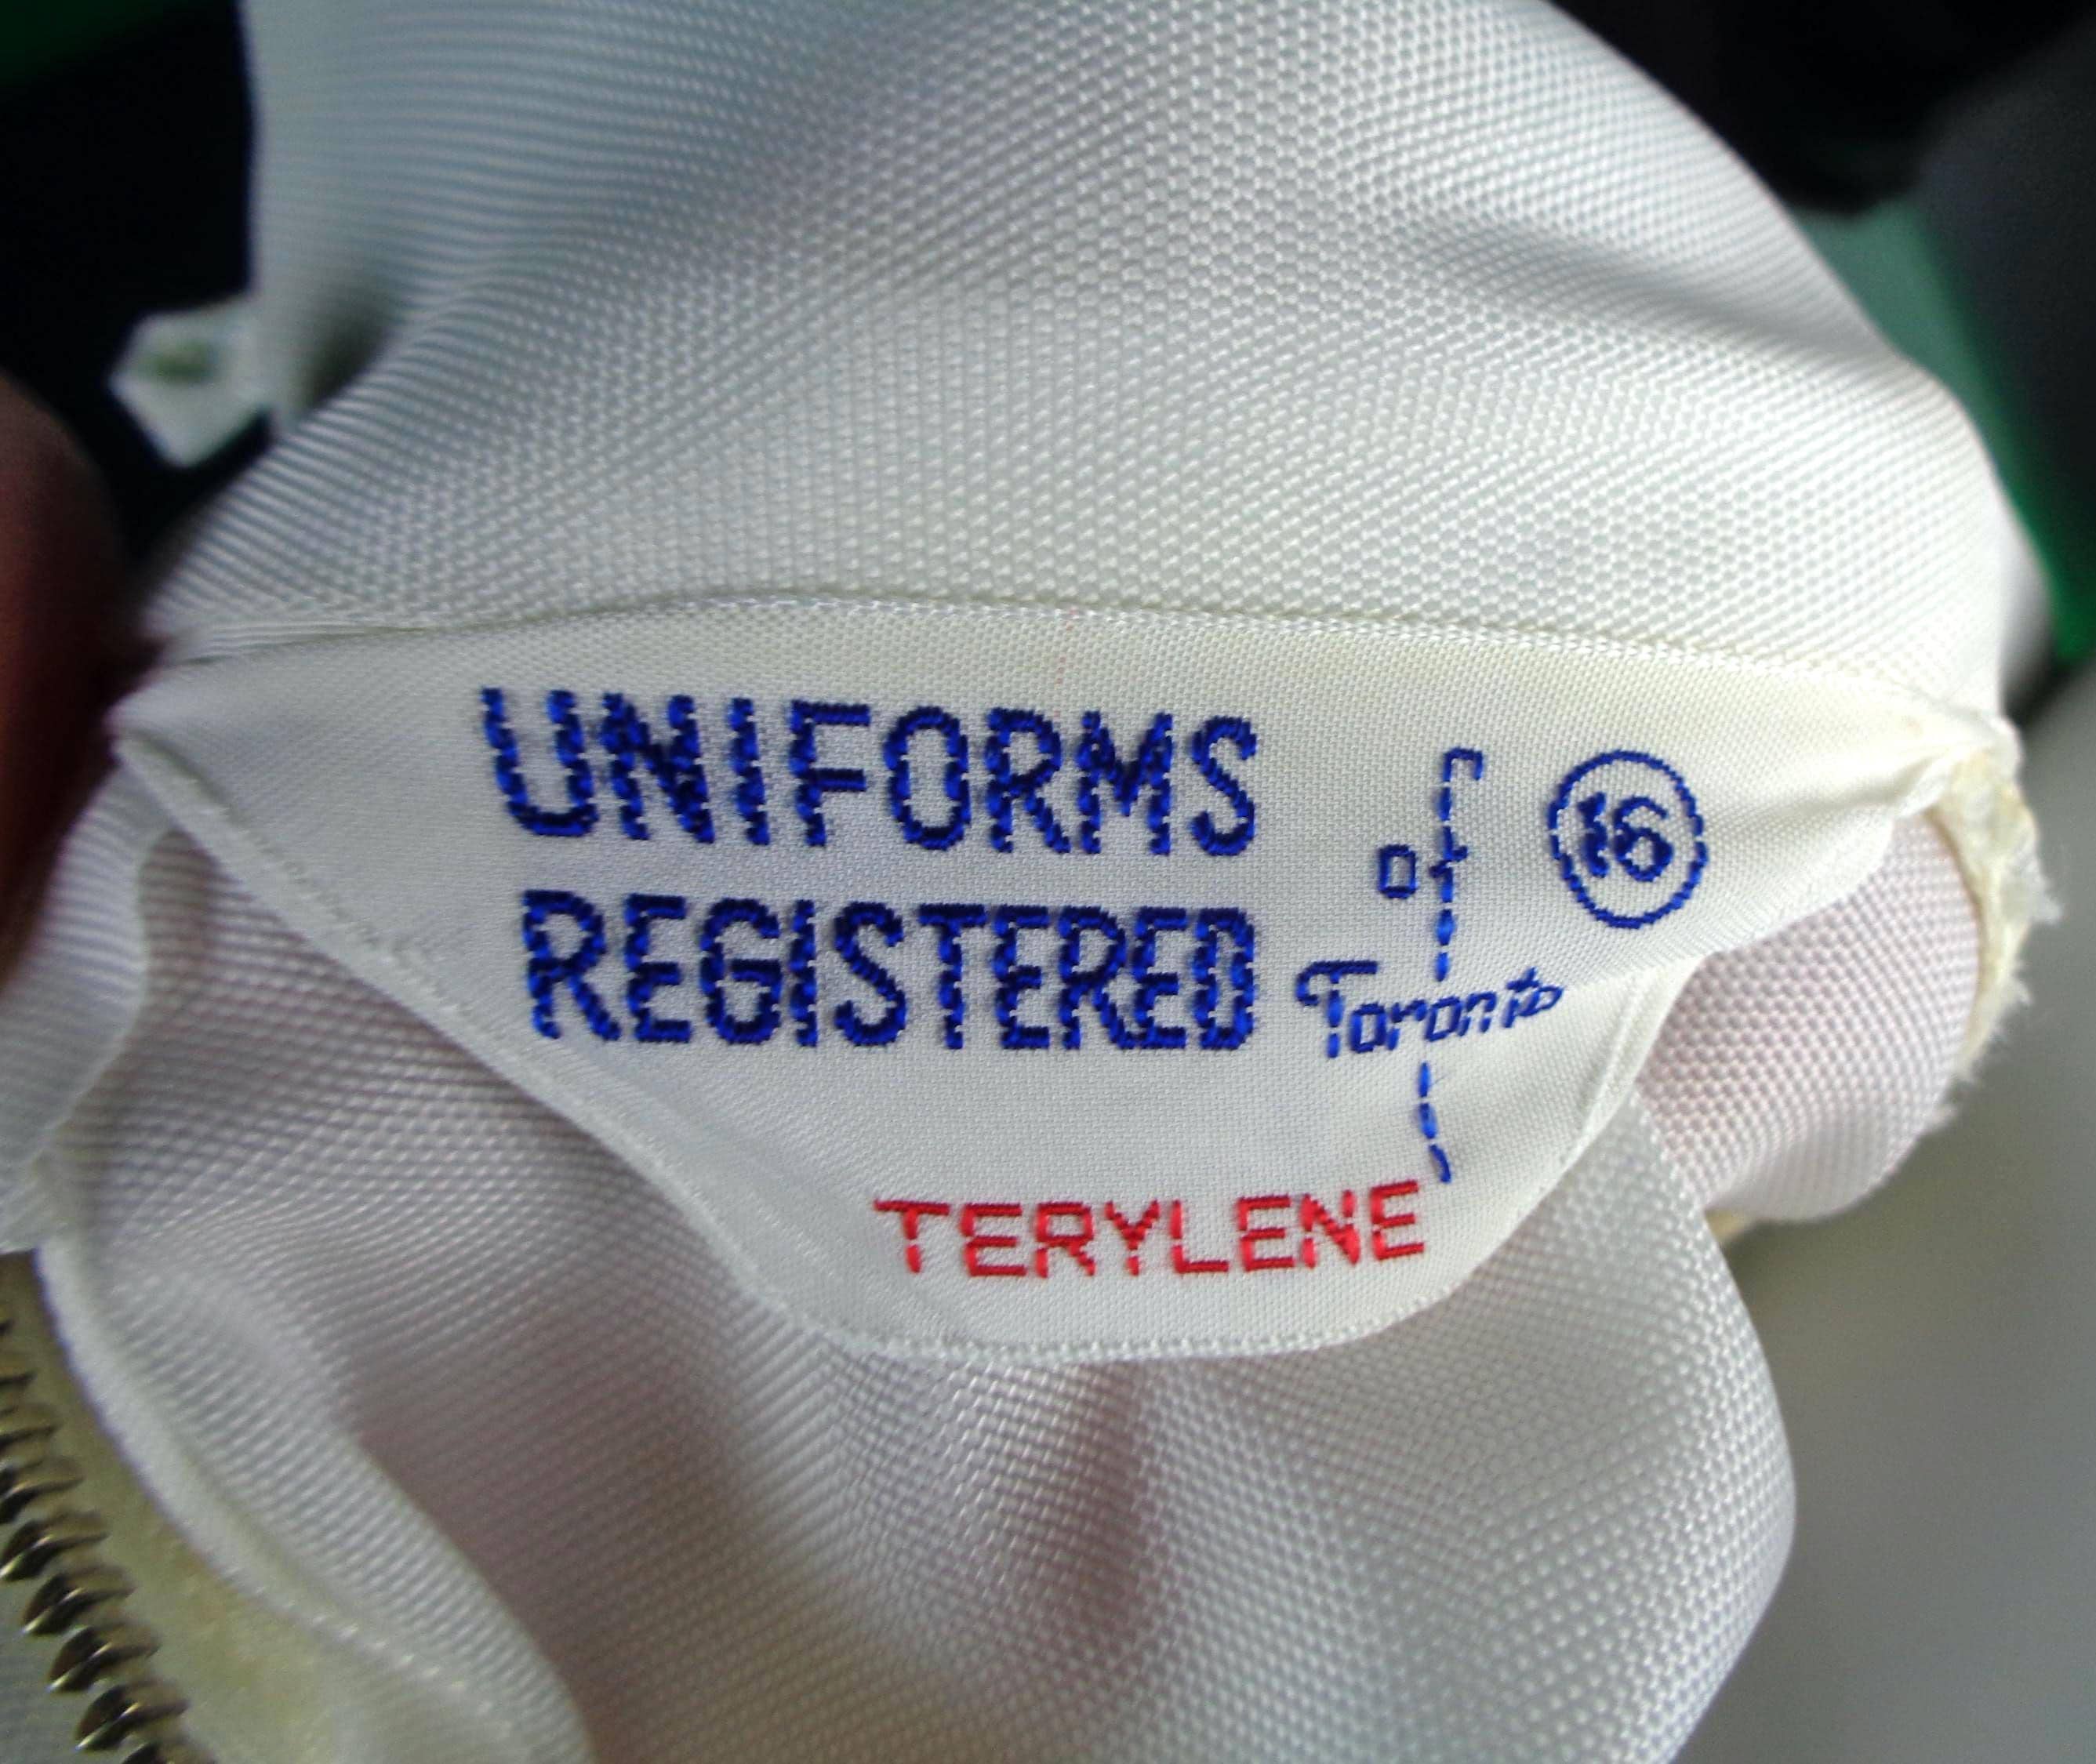 UNIFORMS
REGISTERED
of
Toronto
16
TERYLENE